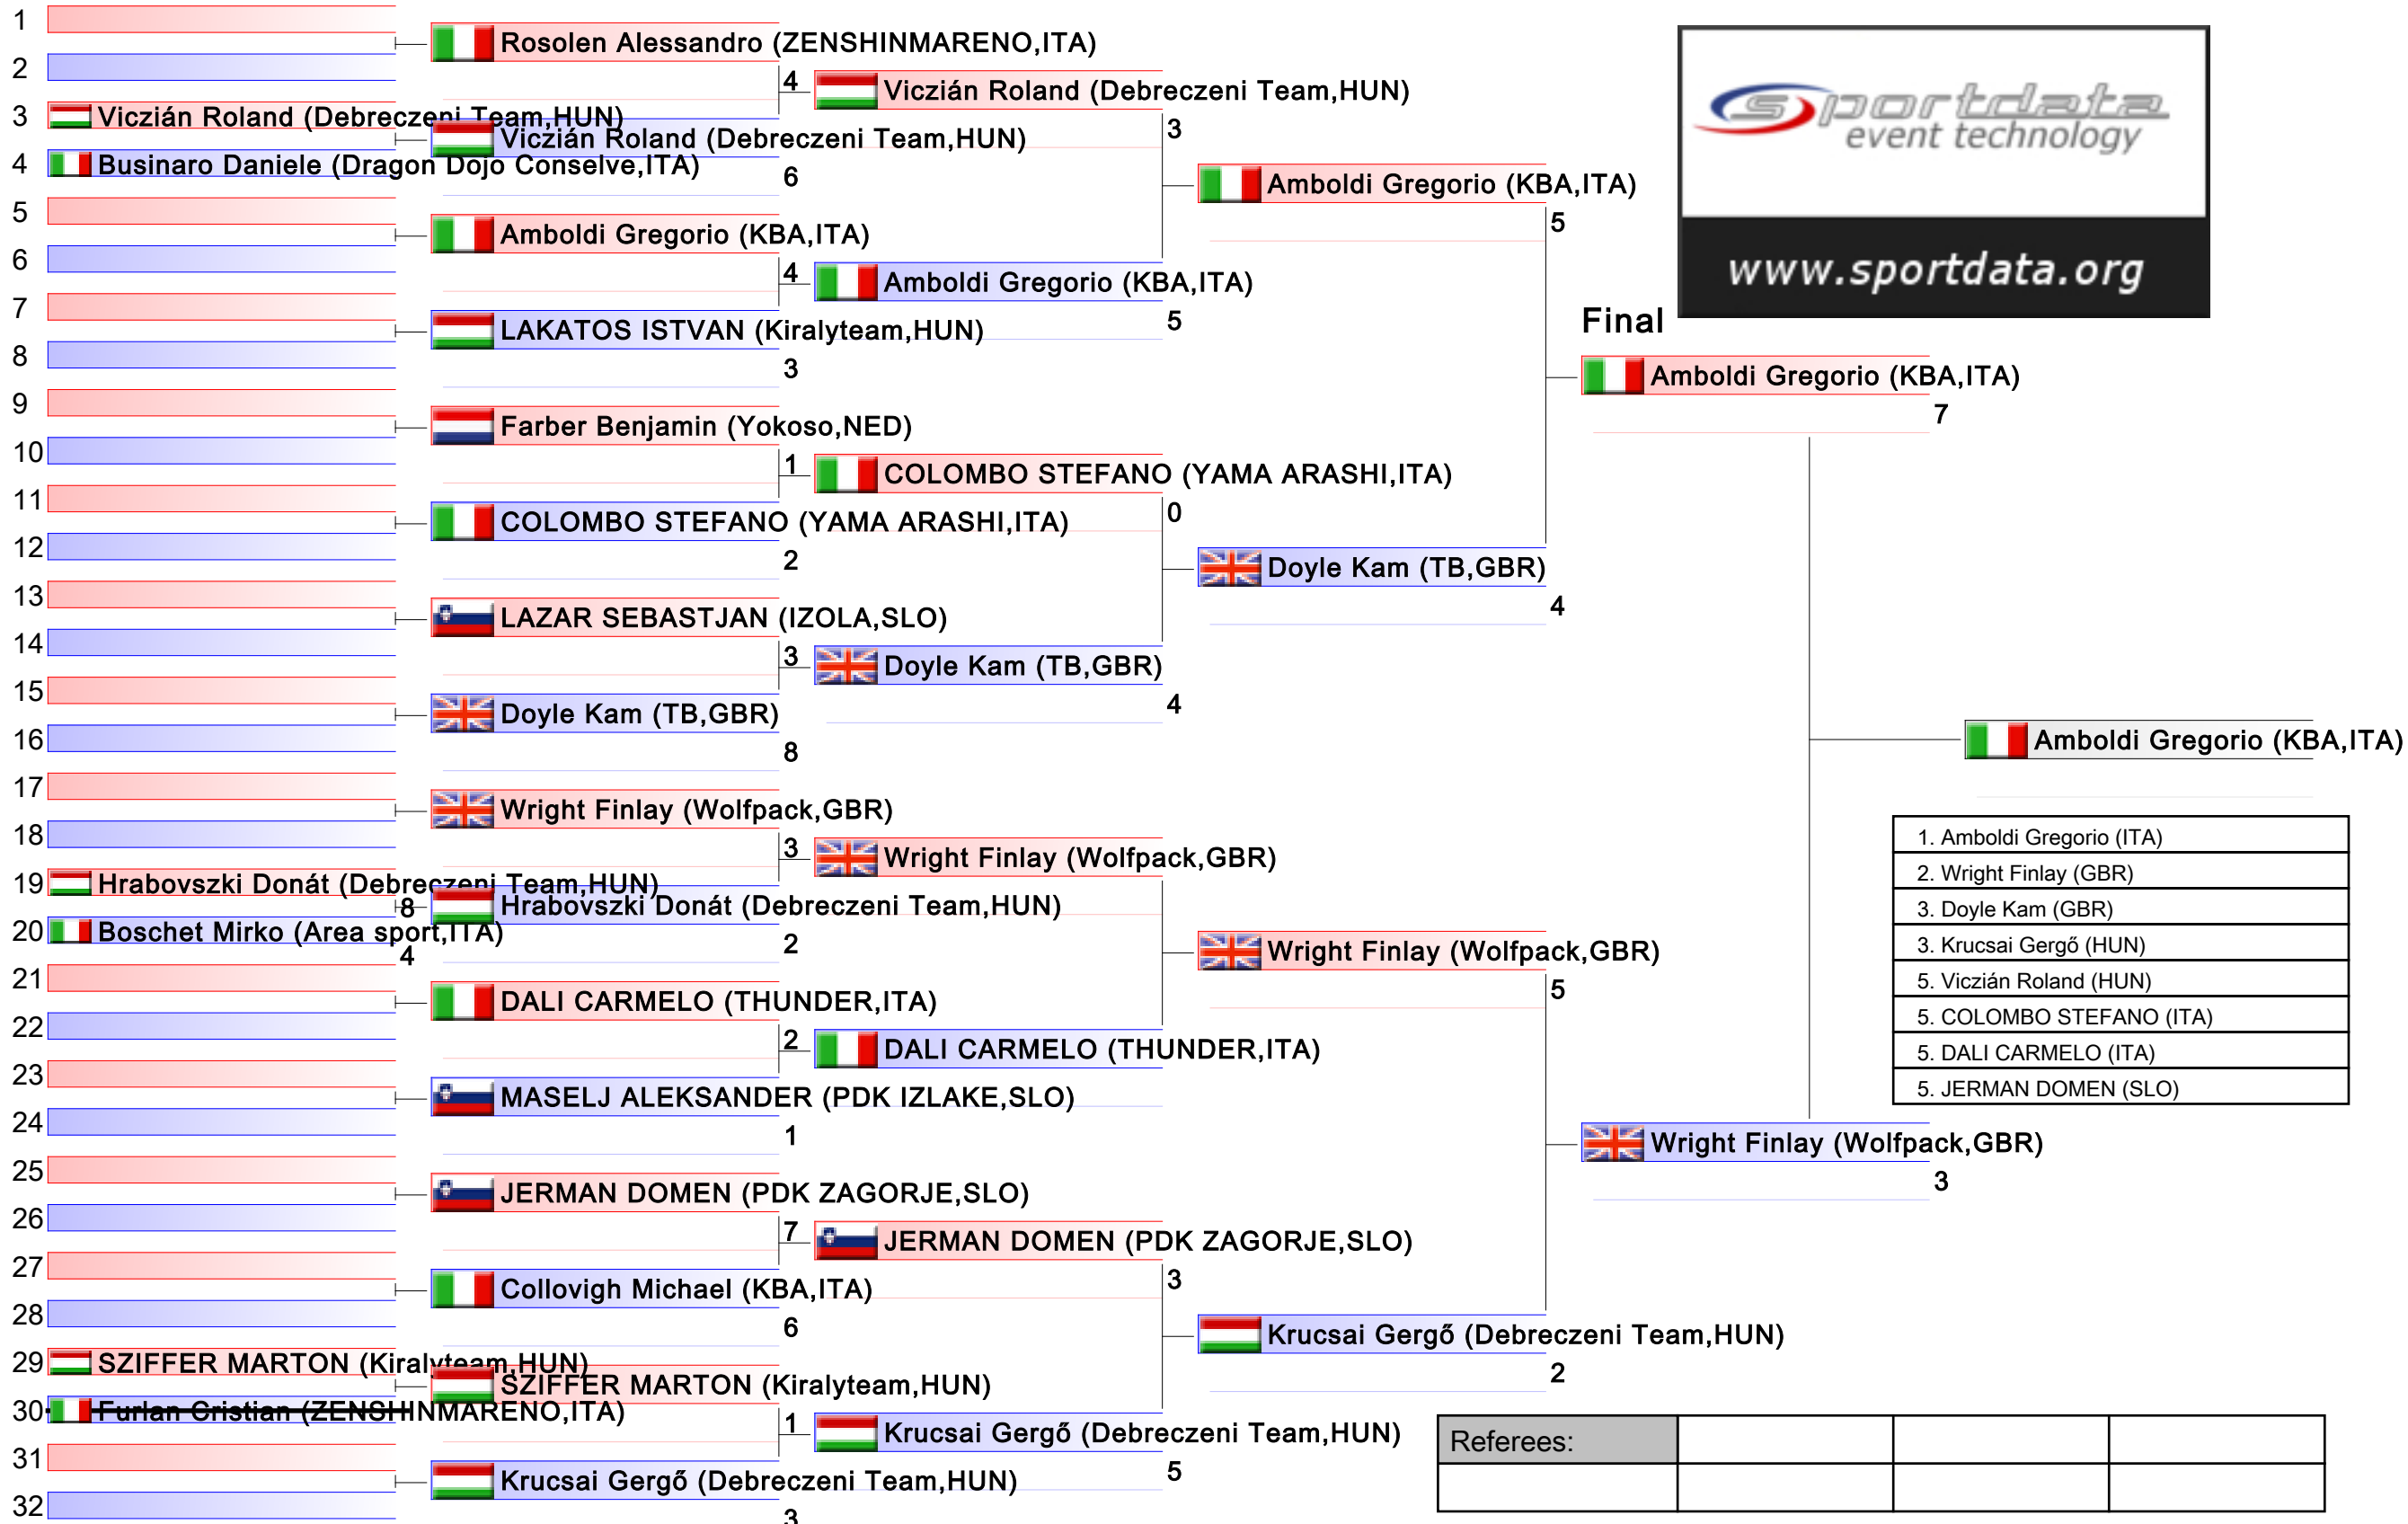 1
2
3 Viczián Roland (Debreczeni Team,HUN)
4 Businaro Daniele (Dragon Dojo Conselve,ITA)
5
6
7
8
9
10
11
12
13
14
15
16
17
18
19 Hrabovszki Donát (Debreczeni Team,HUN)
8
20 Boschet Mirko (Area sport,ITA)
4
21
22
23
24
25
26
27
28
29 SZIFFER MARTON (Kiralyteam,HUN)
30 Furlan Cristian (ZENSHINMARENO,ITA)
31
32
Rosolen Alessandro (ZENSHINMARENO,ITA)
4
Viczián Roland (Debreczeni Team,HUN)
6
Amboldi Gregorio (KBA,ITA)
4
LAKATOS ISTVAN (Kiralyteam,HUN)
3
Farber Benjamin (Yokoso,NED)
1
COLOMBO STEFANO (YAMA ARASHI,ITA)
2
LAZAR SEBASTJAN (IZOLA,SLO)
3
Doyle Kam (TB,GBR)
8
Wright Finlay (Wolfpack,GBR)
3
Hrabovszki Donát (Debreczeni Team,HUN)
2
DALI CARMELO (THUNDER,ITA)
2
MASELJ ALEKSANDER (PDK IZLAKE,SLO)
1
JERMAN DOMEN (PDK ZAGORJE,SLO)
7
Collovigh Michael (KBA,ITA)
6
SZIFFER MARTON (Kiralyteam,HUN)
1
Krucsai Gergő (Debreczeni Team,HUN)
3
Viczián Roland (Debreczeni Team,HUN)
3
Amboldi Gregorio (KBA,ITA)
5
COLOMBO STEFANO (YAMA ARASHI,ITA)
0
Doyle Kam (TB,GBR)
4
Wright Finlay (Wolfpack,GBR)
DALI CARMELO (THUNDER,ITA)
JERMAN DOMEN (PDK ZAGORJE,SLO)
3
Krucsai Gergő (Debreczeni Team,HUN)
5
Amboldi Gregorio (KBA,ITA)
5
Doyle Kam (TB,GBR)
4
Wright Finlay (Wolfpack,GBR)
5
Krucsai Gergő (Debreczeni Team,HUN)
2
Final
Amboldi Gregorio (KBA,ITA)
7
Wright Finlay (Wolfpack,GBR)
3
Amboldi Gregorio (KBA,ITA)
sportdata
event technology
www.sportdata.org
1. Amboldi Gregorio (ITA)
2. Wright Finlay (GBR)
3. Doyle Kam (GBR)
3. Krucsai Gergő (HUN)
5. Viczián Roland (HUN)
5. COLOMBO STEFANO (ITA)
5. DALI CARMELO (ITA)
5. JERMAN DOMEN (SLO)
Referees: